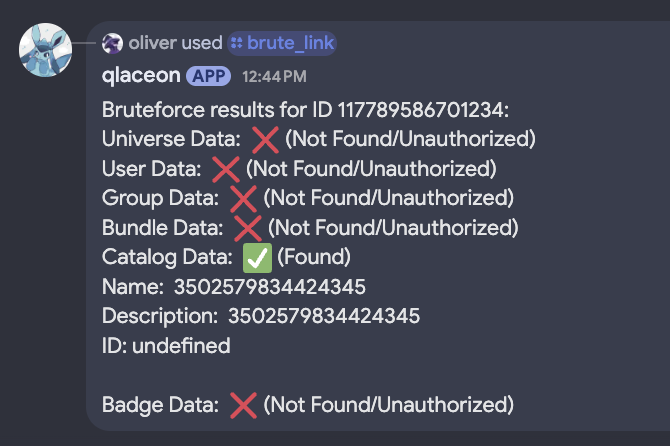 oliver used brute_link
qlaceon APP 12:44 PM
Bruteforce results for ID 117789586701234:
Universe Data: ❌ (Not Found/Unauthorized)
User Data: ❌ (Not Found/Unauthorized)
Group Data: ❌ (Not Found/Unauthorized)
Bundle Data: ❌ (Not Found/Unauthorized)
Catalog Data: ✅ (Found)
Name: 3502579834424345
Description: 3502579834424345
ID: undefined
Badge Data: ❌ (Not Found/Unauthorized)